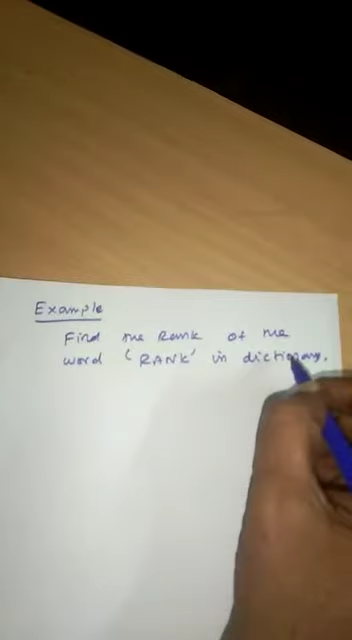 Example
Find the Rank of the
word 'RANK' in dictionary.